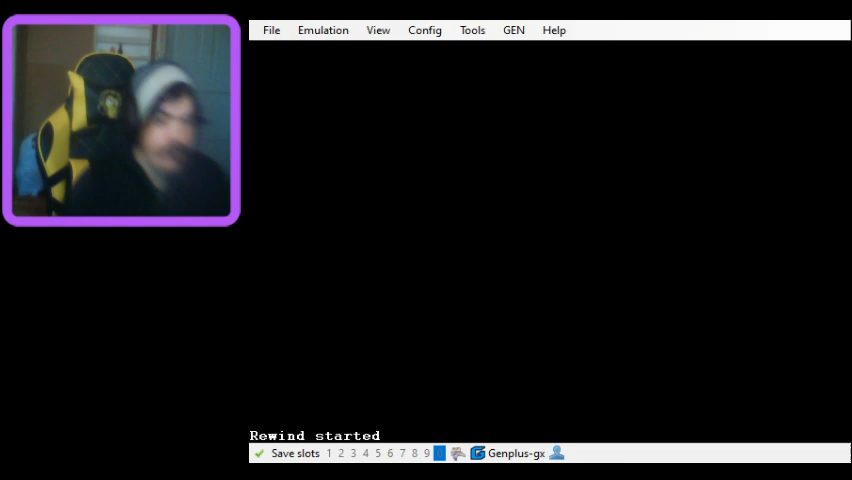 File Emulation View Config Tools GEN Help
Rewind started
Save slots 1 2 3 4 5 6 7 8 9 Genplus-gx